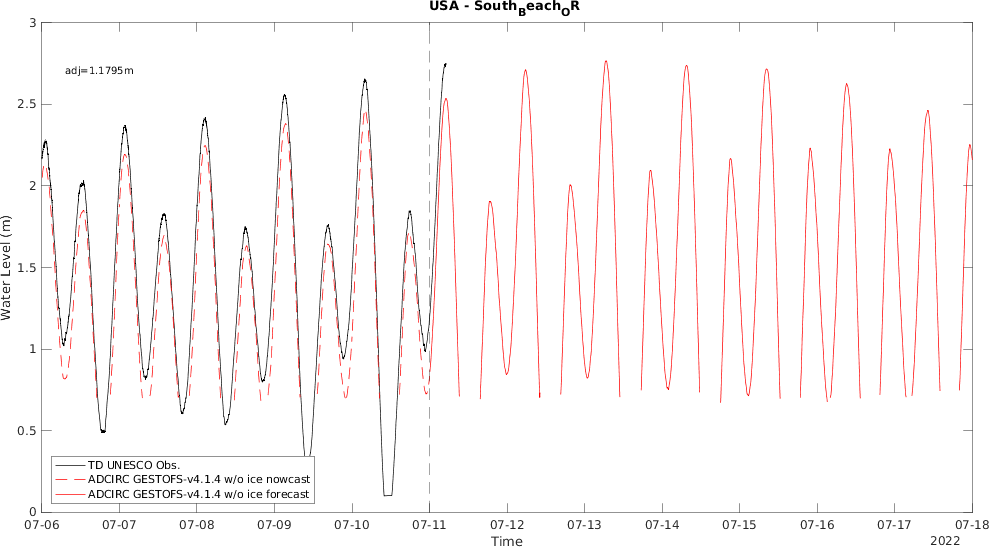 USA - South_Beach_OR
3
adj=1.1795m
2.5
2
1.5
1
0.5
0
Water Level (m)
TD UNESCO Obs.
ADCIRC GESTOFS-v4.1.4 w/o ice nowcast
ADCIRC GESTOFS-v4.1.4 w/o ice forecast
07-06 07-07 07-08 07-09 07-10 07-11 07-12 07-13 07-14 07-15 07-16 07-17 07-18
Time
2022